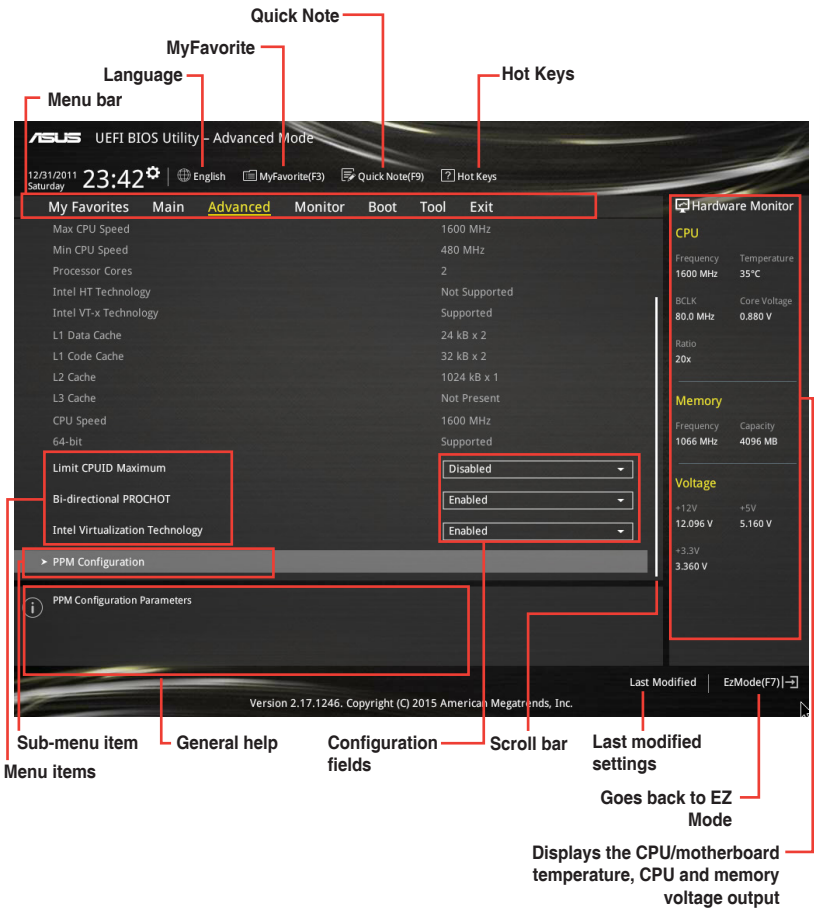 Quick Note
MyFavorite
Language
Hot Keys
Menu bar
ASUS UEFI BIOS Utility – Advanced Mode
12/31/2011
Saturday
23:42
English
MyFavorite(F3)
Quick Note(F9)
? Hot Keys
My Favorites Main Advanced Monitor Boot Tool Exit
Max CPU Speed 1600 MHz
Min CPU Speed 480 MHz
Processor Cores 2
Intel HT Technology Not Supported
Intel VT-x Technology Supported
L1 Data Cache 24 kB x 2
L1 Code Cache 32 kB x 2
L2 Cache 1024 kB x 1
L3 Cache Not Present
CPU Speed 1600 MHz
64-bit Supported
Limit CPUID Maximum Disabled
Bi-directional PROCHOT Enabled
Intel Virtualization Technology Enabled
> PPM Configuration
i PPM Configuration Parameters
Hardware Monitor
CPU
Frequency Temperature
1600 MHz 35°C
BCLK Core Voltage
80.0 MHz 0.880 V
Ratio
20x
Memory
Frequency Capacity
1066 MHz 4096 MB
Voltage
+12V +5V
12.096 V 5.160 V
+3.3V
3.360 V
Last Modified
EzMode(F7)
Version 2.17.1246. Copyright (C) 2015 American Megatrends, Inc.
Sub-menu item
Menu items
General help
Configuration
fields
Scroll bar
Last modified
settings
Goes back to EZ
Mode
Displays the CPU/motherboard
temperature, CPU and memory
voltage output